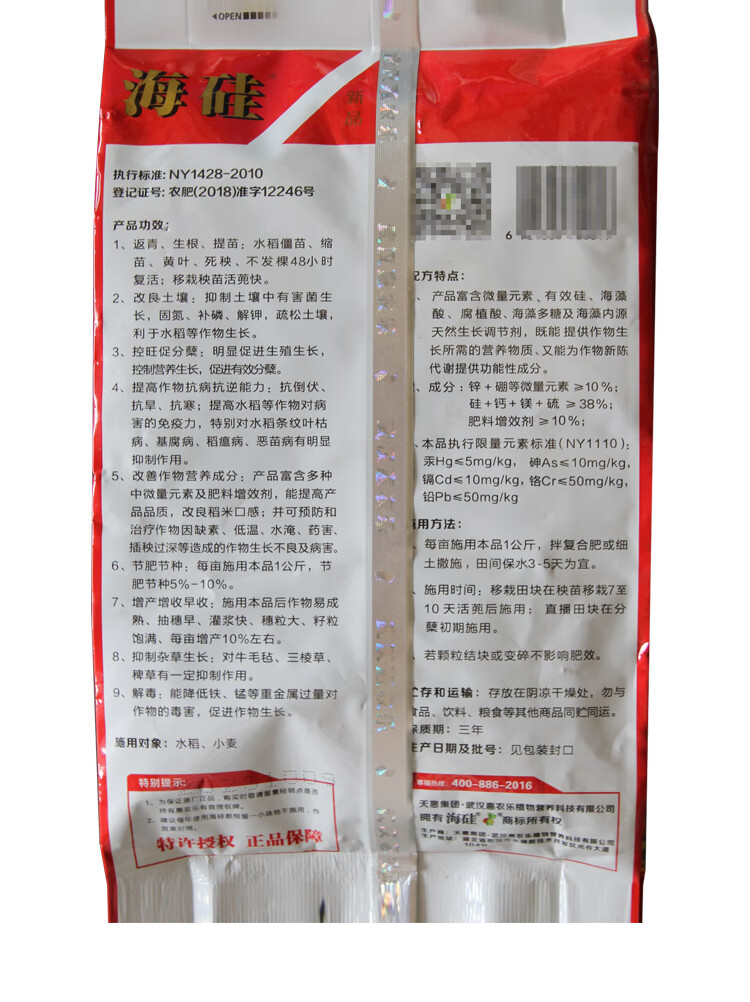 ◀OPEN
海硅
新品
执行标准: NY1428-2010
登记证号: 农肥(2018)准字12246号
产品功效:
1、返青、生根、提苗：水稻僵苗、缩
苗、黄叶、死秧、不发棵48小时
复活；移栽秧苗活蔸快。
2、改良土壤：抑制土壤中有害菌生
长，固氮、补磷、解钾，疏松土壤，
利于水稻等作物生长。
3、控旺促分蘖：明显促进生殖生长，
控制营养生长，促进有效分蘖。
4、提高作物抗病抗逆能力：抗倒伏、
抗旱、抗寒；提高水稻等作物对病
害的免疫力，特别对水稻条纹叶枯
病、基腐病、稻瘟病、恶苗病有明显
抑制作用。
5、改善作物营养成分：产品富含多种
中微量元素及肥料增效剂，能提高产
品品质，改良稻米口感；并可预防和
治疗作物因缺素、低温、水淹、药害、
插秧过深等造成的作物生长不良及病害。
6、节肥节种：每亩施用本品1公斤，节
肥节种5%-10%。
7、增产增收早收：施用本品后作物易成
熟、抽穗早、灌浆快、穗粒大、籽粒
饱满、每亩增产10%左右。
8、抑制杂草生长：对牛毛毡、三棱草、
稗草有一定抑制作用。
9、解毒：能降低铁、锰等重金属过量对
作物的毒害，促进作物生长。
施用对象：水稻、小麦
特别提示:
特许授权 正品保障
6
配方特点：
、产品富含微量元素、有效硅、海藻
酸、腐植酸、海藻多糖及海藻内源
天然生长调节剂，既能提供作物生
长所需的营养物质、又能为作物新陈
代谢提供功能性成分。
、成分：锌+硼等微量元素≥10%；
硅+钙+镁+硫 ≥38%；
肥料增效剂 ≥10%；
、本品执行限量元素标准(NY1110)：
汞Hg≤5mg/kg, 砷As≤10mg/kg,
镉Cd≤10mg/kg, 铬Cr≤50mg/kg,
铅Pb≤50mg/kg
施用方法：
、每亩施用本品1公斤，拌复合肥或细
土撒施，田间保水3-5天为宜。
、施用时间：移栽田块在秧苗移栽7至
10天活蔸后施用；直播田块在分
蘖初期施用。
、若颗粒结块或变碎不影响肥效。
贮存和运输：存放在阴凉干燥处，勿与
食品、饮料、粮食等其他商品同贮同运。
保质期：三年
生产日期及批号：见包装封口
客服热线: 400-886-2016
天惠集团·武汉惠农乐植物营养科技有限公司
拥有 海硅 商标所有权
生产商：天惠集团·武汉惠农乐植物营养科技有限公司